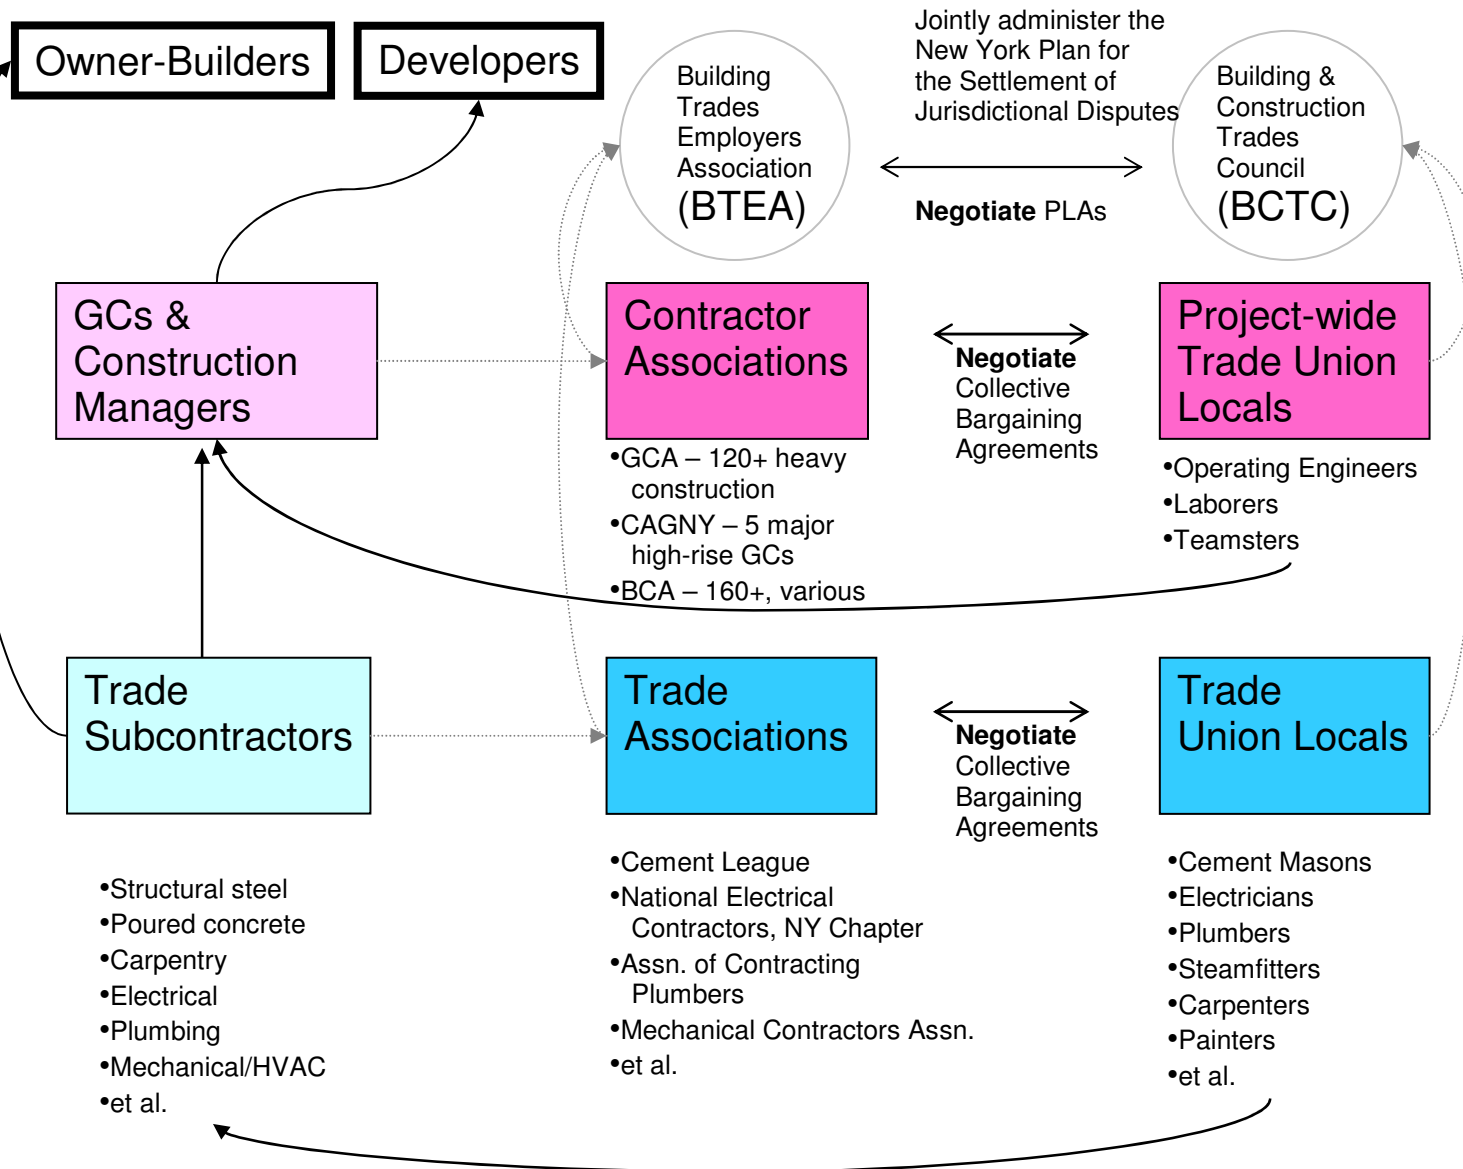 Owner-Builders
Developers
Building
Trades
Employers
Association
(BTEA)
Jointly administer the
New York Plan for
the Settlement of
Jurisdictional Disputes
Negotiate PLAs
Building &
Construction
Trades
Council
(BCTC)
GCs &
Construction
Managers
Contractor
Associations
Negotiate
Collective
Bargaining
Agreements
Project-wide
Trade Union
Locals
•GCA – 120+ heavy
construction
•CAGNY – 5 major
high-rise GCs
•BCA – 160+, various
•Operating Engineers
•Laborers
•Teamsters
Trade
Subcontractors
Trade
Associations
Negotiate
Collective
Bargaining
Agreements
Trade
Union Locals
•Structural steel
•Poured concrete
•Carpentry
•Electrical
•Plumbing
•Mechanical/HVAC
•et al.
•Cement League
•National Electrical
Contractors, NY Chapter
•Assn. of Contracting
Plumbers
•Mechanical Contractors Assn.
•et al.
•Cement Masons
•Electricians
•Plumbers
•Steamfitters
•Carpenters
•Painters
•et al.